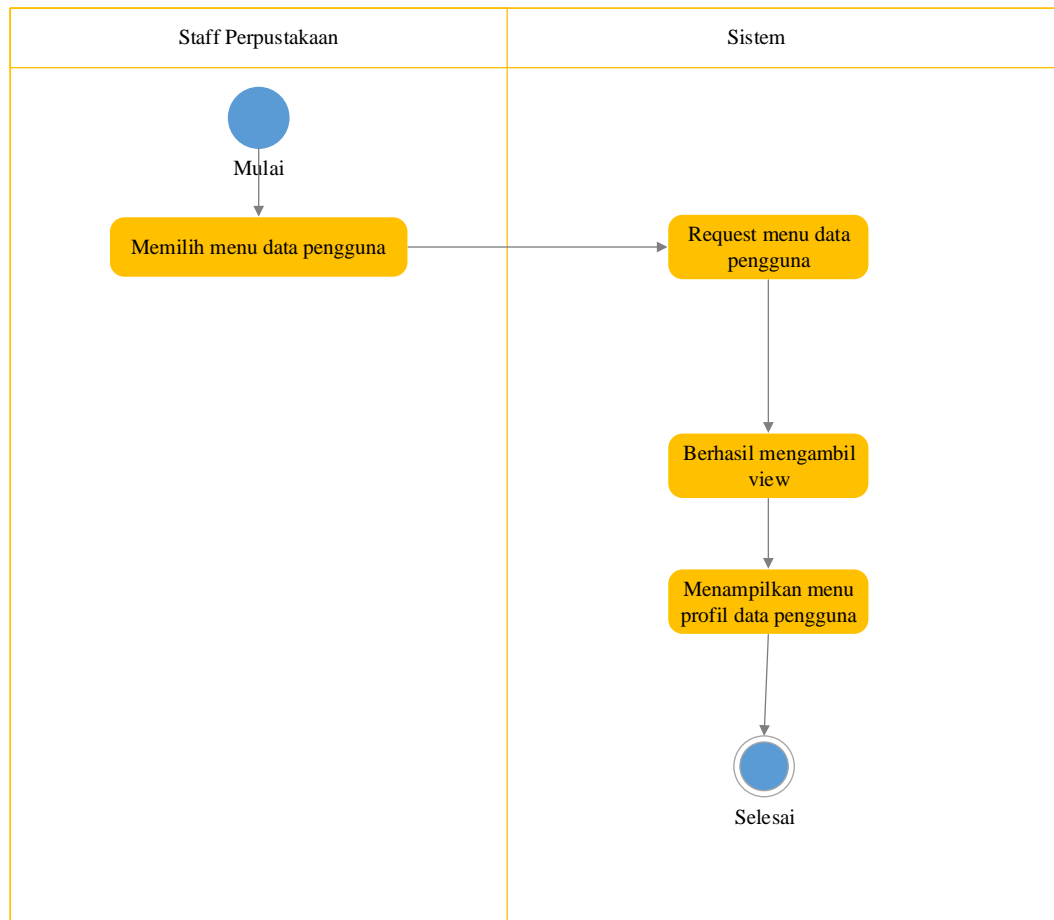 Staff Perpustakaan
Sistem
Mulai
Memilih menu data pengguna
Request menu data
pengguna
Berhasil mengambil
view
Menampilkan menu
profil data pengguna
Selesai